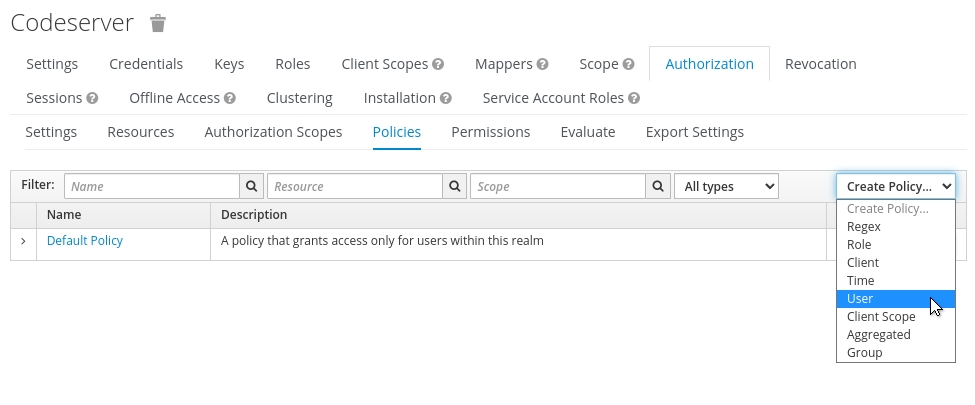 Codeserver
Settings Credentials Keys Roles Client Scopes Mappers Scope Authorization Revocation
Sessions Offline Access Clustering Installation Service Account Roles
Settings Resources Authorization Scopes Policies Permissions Evaluate Export Settings
Filter: Name Resource Scope All types Create Policy...
Name Description
Create Policy...
Regex
Default Policy A policy that grants access only for users within this realm
Role
Client
Time
User
Client Scope
Aggregated
Group